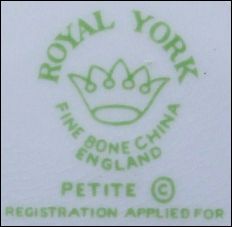 ROYAL YORK
FINE BONE CHINA
ENGLAND
PETITE ©
REGISTRATION APPLIED FOR